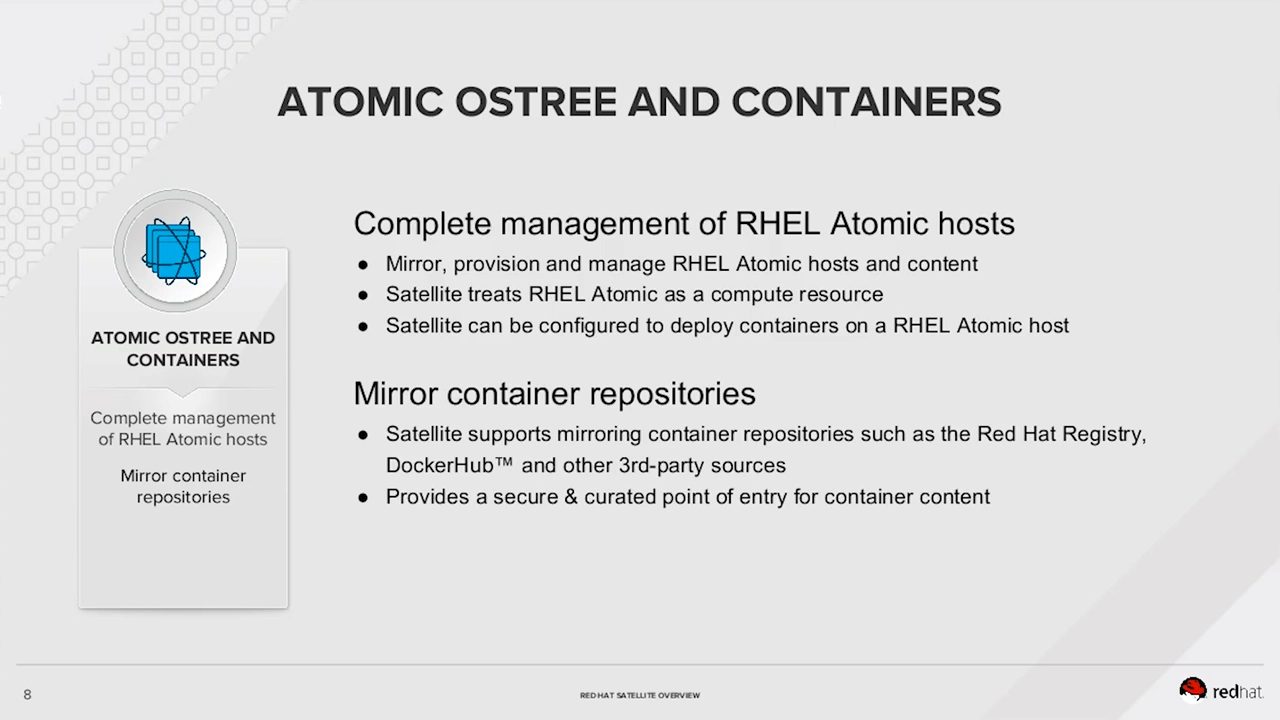 ATOMIC OSTREE AND CONTAINERS
ATOMIC OSTREE AND
CONTAINERS
Complete management
of RHEL Atomic hosts
Mirror container
repositories
Complete management of RHEL Atomic hosts
● Mirror, provision and manage RHEL Atomic hosts and content
● Satellite treats RHEL Atomic as a compute resource
● Satellite can be configured to deploy containers on a RHEL Atomic host
Mirror container repositories
● Satellite supports mirroring container repositories such as the Red Hat Registry,
DockerHub™ and other 3rd-party sources
● Provides a secure & curated point of entry for container content
8
RED HAT SATELLITE OVERVIEW
redhat.